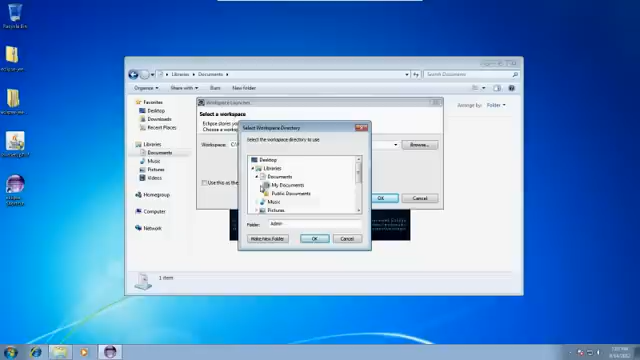 Recycle Bin
Libraries
Documents
Search Documents
Organize
Share with
Burn
New folder
Favorites
Desktop
Downloads
Recent Places
Libraries
Documents
Music
Pictures
Videos
Homegroup
Computer
Network
Arrange by: Folder
1 item
Workspace Launcher
Select a workspace
Eclipse stores
Choose a
Workspace:
Browse...
Use this as the
OK
Cancel
Select Workspace Directory
Select the workspace directory to use.
Desktop
Libraries
Documents
My Documents
Public Documents
Music
Pictures
Folder: Admin
Make New Folder
OK
Cancel